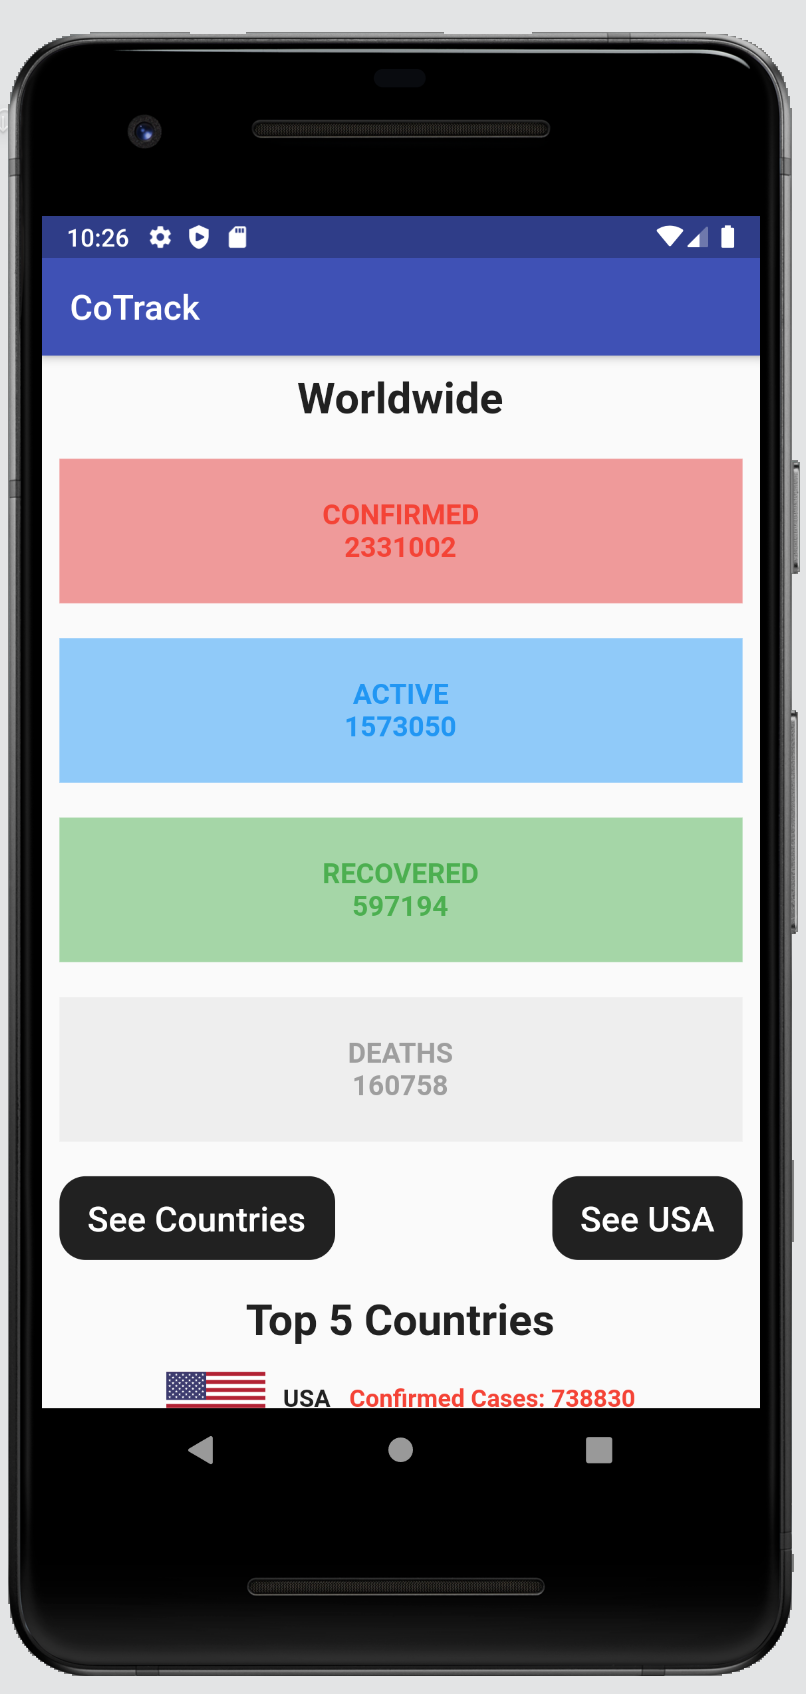 10:26
CoTrack
Worldwide
CONFIRMED
2331002
ACTIVE
1573050
RECOVERED
597194
DEATHS
160758
See Countries
See USA
Top 5 Countries
USA Confirmed Cases: 738830